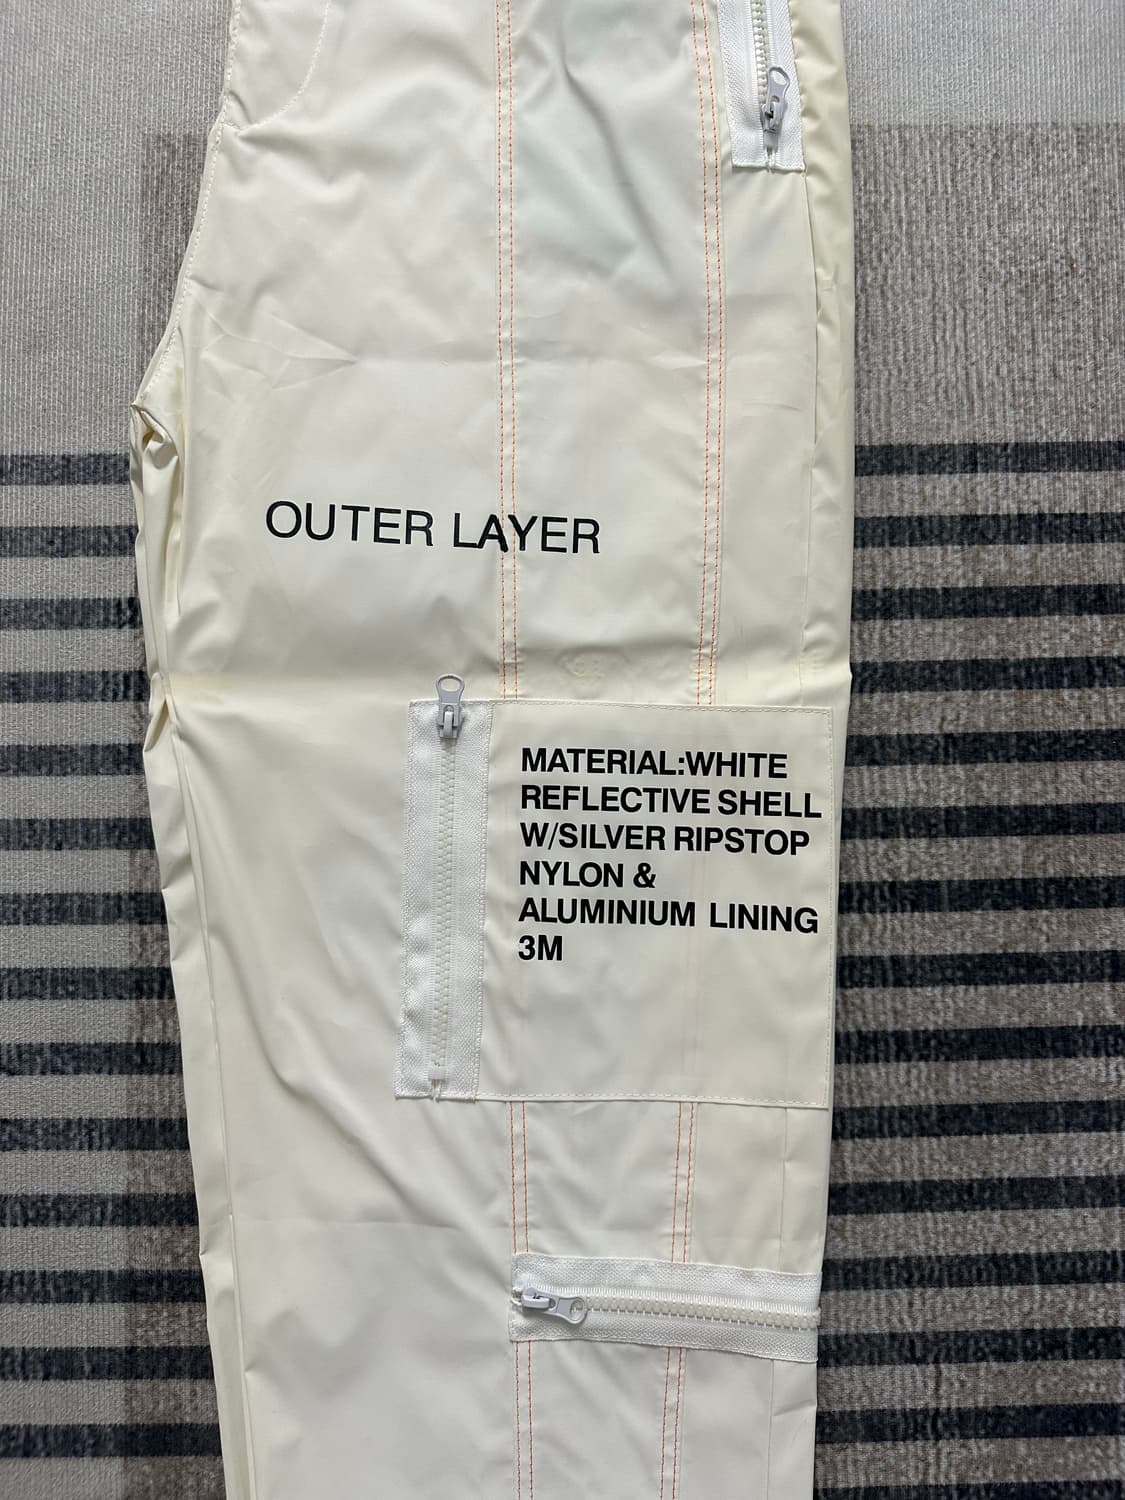 OUTER LAYER
MATERIAL:WHITE
REFLECTIVE SHELL
W/SILVER RIPSTOP
NYLON &
ALUMINIUM LINING
3M